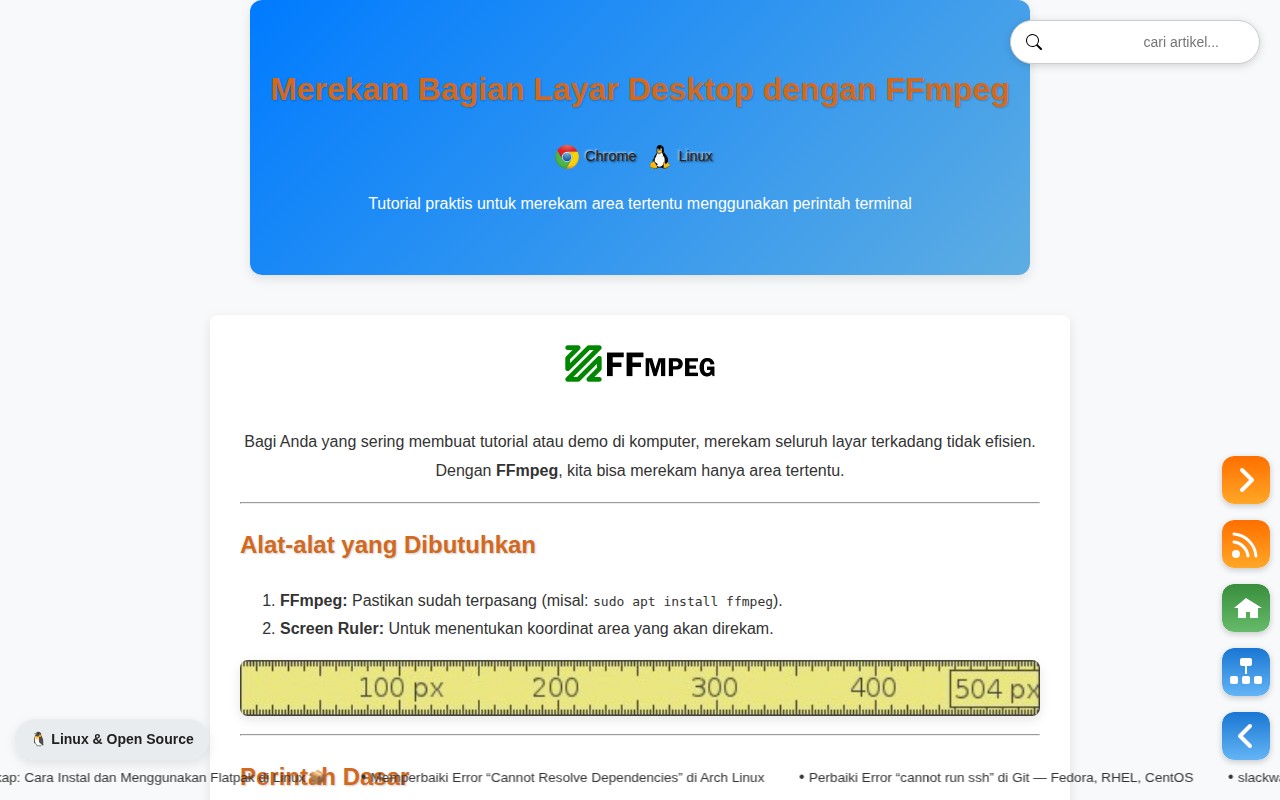 cari artikel...
Merekam Bagian Layar Desktop dengan FFmpeg
Chrome Linux
Tutorial praktis untuk merekam area tertentu menggunakan perintah terminal
FFMPEG
Bagi Anda yang sering membuat tutorial atau demo di komputer, merekam seluruh layar terkadang tidak efisien.
Dengan FFmpeg, kita bisa merekam hanya area tertentu.
Alat-alat yang Dibutuhkan
1. FFmpeg: Pastikan sudah terpasang (misal: sudo apt install ffmpeg).
2. Screen Ruler: Untuk menentukan koordinat area yang akan direkam.
100 px 200 300 400 504 px
Linux & Open Source
Perintah Dasar
kap: Cara Instal dan Menggunakan Flatpak di Linux • Memperbaiki Error “Cannot Resolve Dependencies” di Arch Linux • Perbaiki Error “cannot run ssh” di Git — Fedora, RHEL, CentOS • slackwa